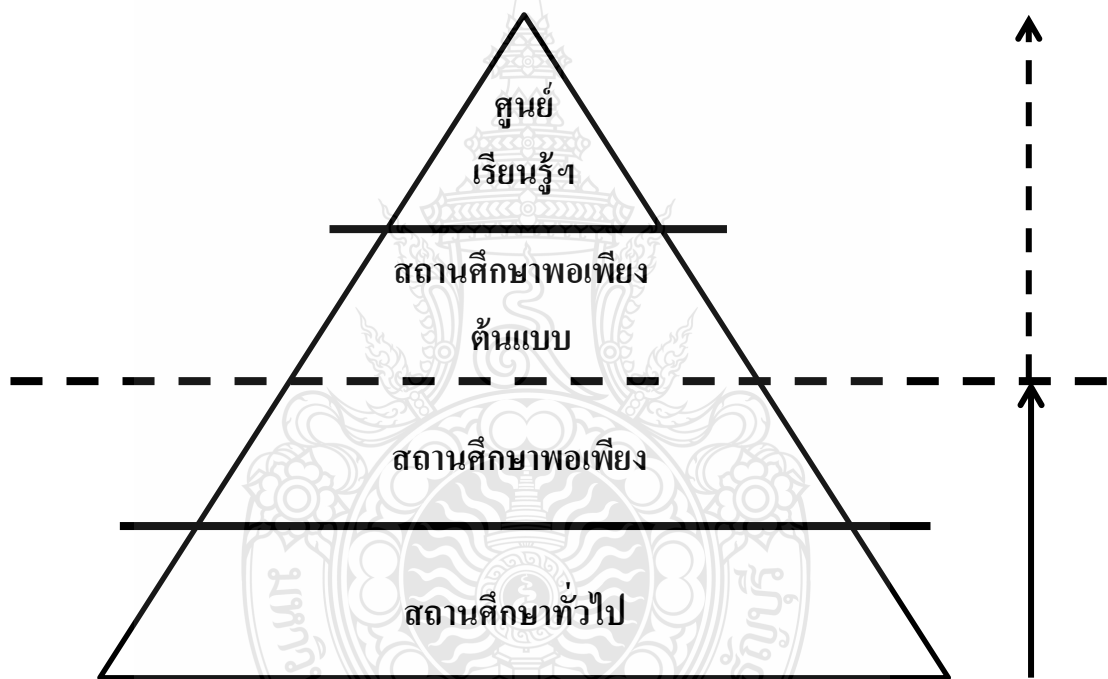 ศูนย์
เรียนรู้ฯ
สถานศึกษาพอเพียง
ต้นแบบ
สถานศึกษาพอเพียง
สถานศึกษาทั่วไป